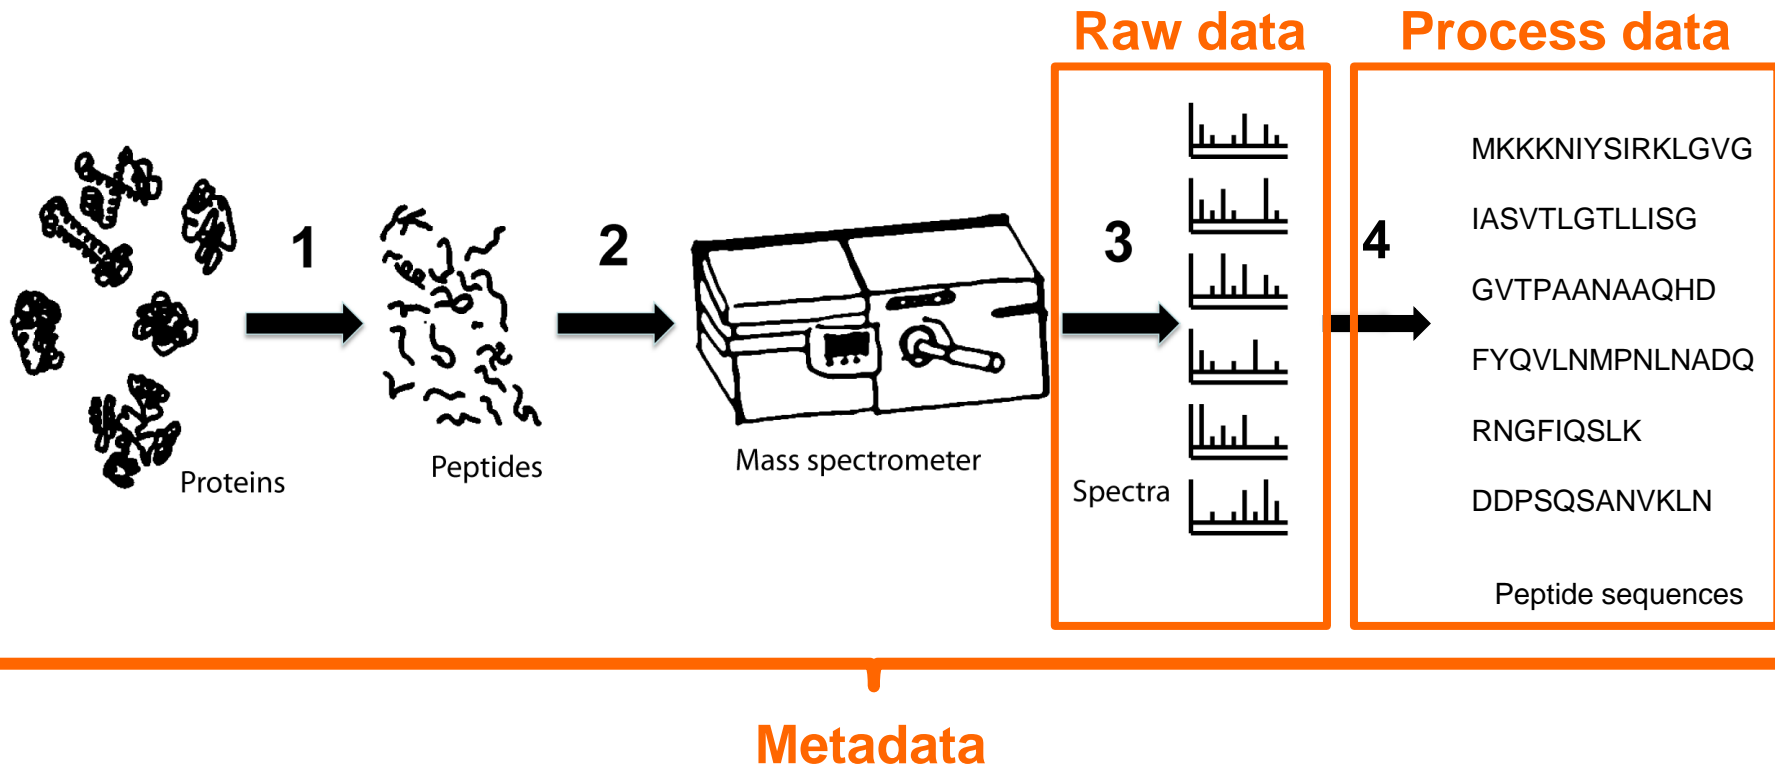 Raw data
Process data
1
2
3
4
MKKKNIYSIRKLGVG
IASVTLGTLLISG
GVTPAANAAQHD
FYQVLNMPNLNADQ
RNGFIQSLK
DDPSQSANVKLN
Proteins
Peptides
Mass spectrometer
Spectra
Peptide sequences
Metadata